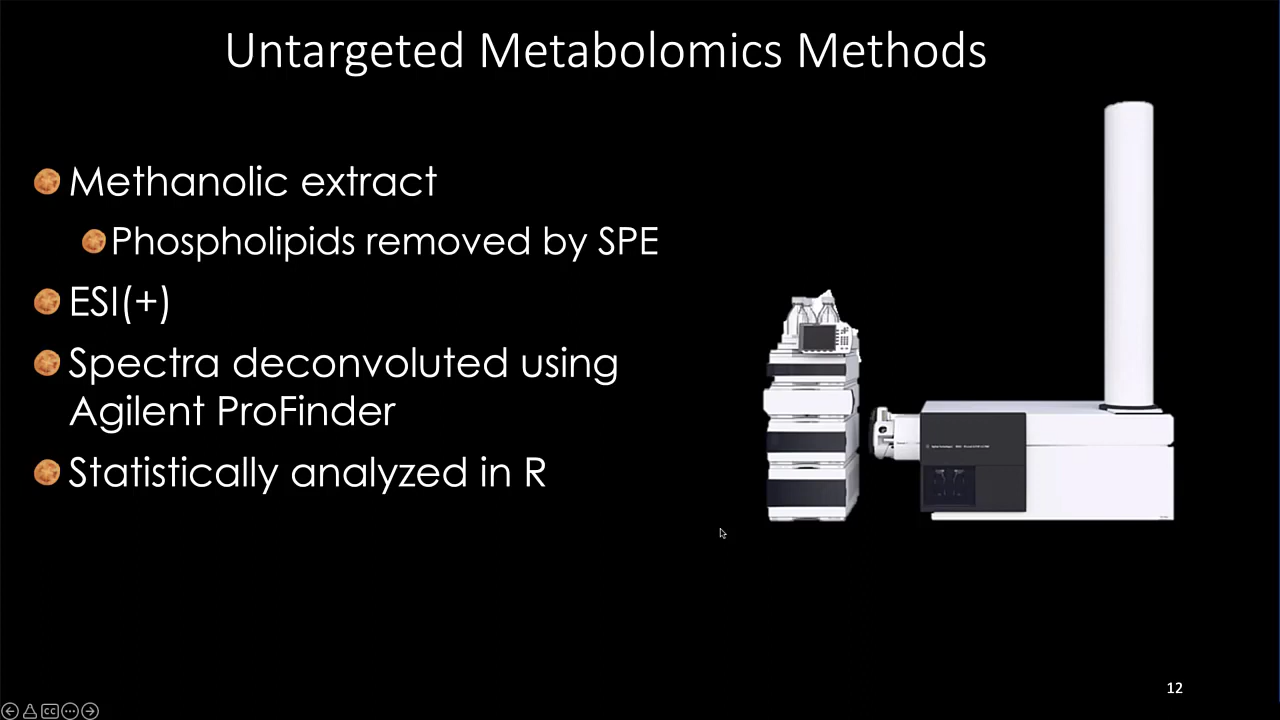 Untargeted Metabolomics Methods
Methanolic extract
Phospholipids removed by SPE
ESI(+)
Spectra deconvoluted using
Agilent ProFinder
Statistically analyzed in R
12
CC